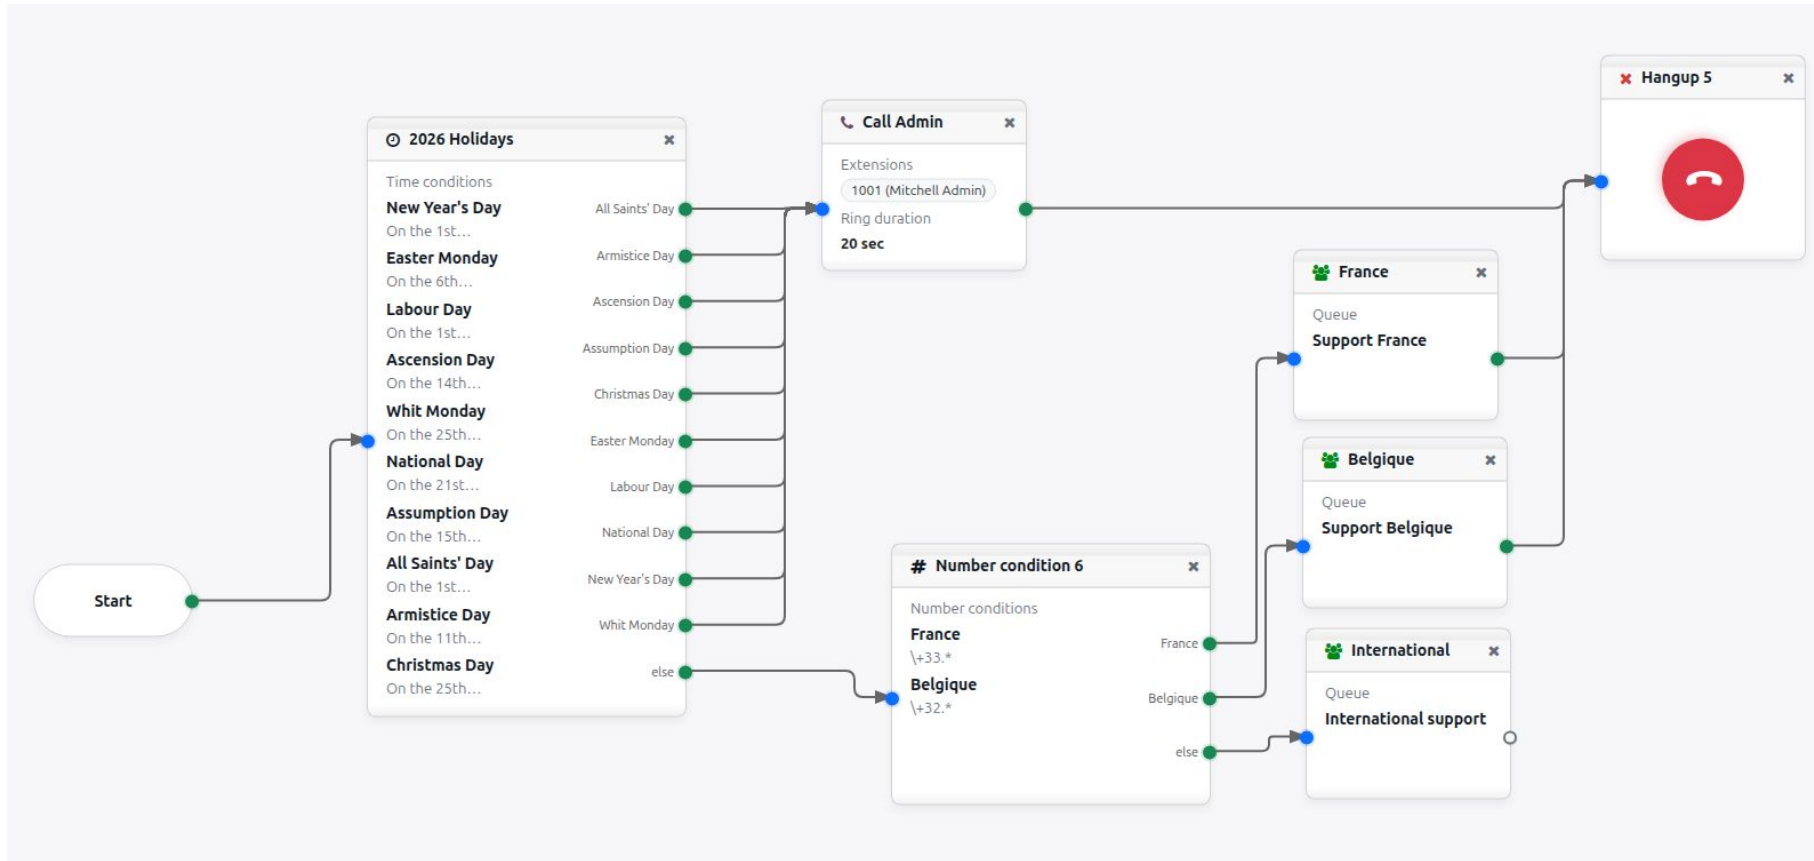 Start
2026 Holidays
Time conditions
New Year's Day
On the 1st...
Easter Monday
On the 6th...
Labour Day
On the 1st...
Ascension Day
On the 14th...
Whit Monday
On the 25th...
National Day
On the 21st...
Assumption Day
On the 15th...
All Saints' Day
On the 1st...
Armistice Day
On the 11th...
Christmas Day
On the 25th...
All Saints' Day
Armistice Day
Ascension Day
Assumption Day
Christmas Day
Easter Monday
Labour Day
National Day
New Year's Day
Whit Monday
else
Call Admin
Extensions
1001 (Mitchell Admin)
Ring duration
20 sec
# Number condition 6
Number conditions
France
\+33.*
Belgique
\+32.*
France
Belgique
else
France
Queue
Support France
Belgique
Queue
Support Belgique
International
Queue
International support
Hangup 5